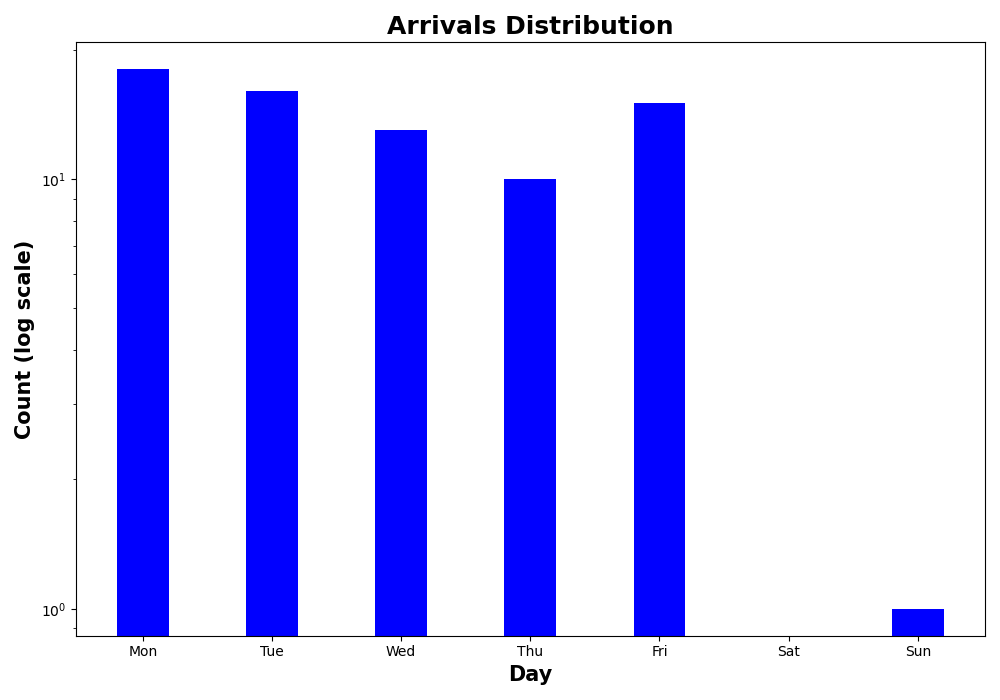 Arrivals Distribution
Count (log scale)
10¹
10⁰
Mon Tue Wed Thu Fri Sat Sun
Day